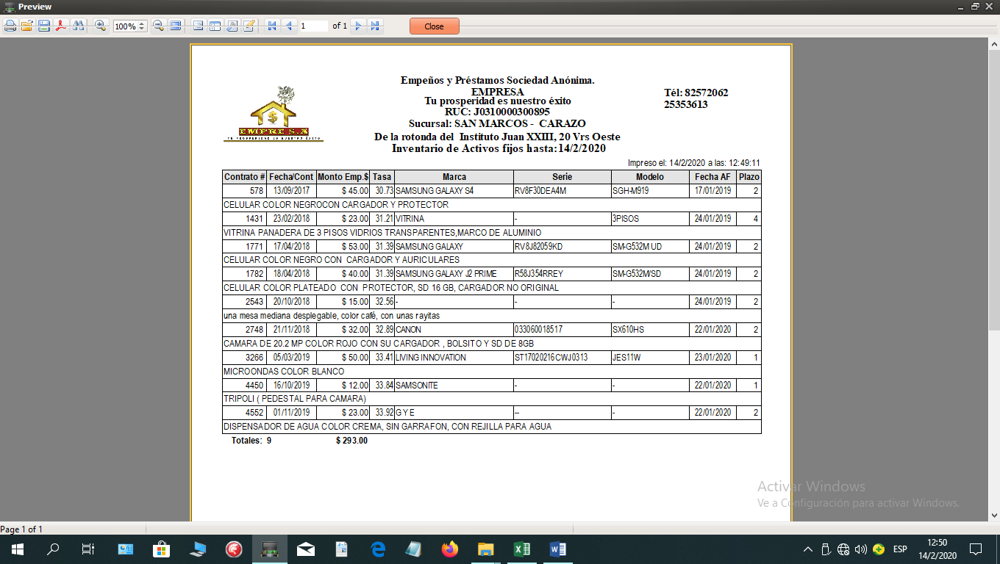 Preview
100%
1 of 1
Close
Empeños y Préstamos Sociedad Anónima.
EMPRESA
Tu prosperidad es nuestro éxito
RUC: J0310000300895
Sucursal: SAN MARCOS - CARAZO
De la rotonda del Instituto Juan XXIII, 20 Vrs Oeste
Inventario de Activos fijos hasta:14/2/2020
Tél: 82572062
25353613
EMPRE S.A
TU PROSPERIDAD ES NUESTRO ÉXITO
Impreso el: 14/2/2020 a las: 12:49:11
Contrato # Fecha/Cont Monto Emp.$ Tasa Marca Serie Modelo Fecha AF Plazo
578 13/09/2017 $ 45.00 30.73 SAMSUNG GALAXY S4 RV8F30DEA4M SGH-M919 17/01/2019 2
CELULAR COLOR NEGROCON CARGADOR Y PROTECTOR
1431 23/02/2018 $ 23.00 31.21 VITRINA - 3PISOS 24/01/2019 4
VITRINA PANADERA DE 3 PISOS VIDRIOS TRANSPARENTES,MARCO DE ALUMINIO
1771 17/04/2018 $ 53.00 31.39 SAMSUNG GALAXY RV8J82059KD SM-G532M UD 24/01/2019 2
CELULAR COLOR NEGRO CON CARGADOR Y AURICULARES
1782 18/04/2018 $ 40.00 31.39 SAMSUNG GALAXY J2 PRIME R58J354RREY SM-G532M/SD 24/01/2019 2
CELULAR COLOR PLATEADO CON PROTECTOR, SD 16 GB, CARGADOR NO ORIGINAL
2543 20/10/2018 $ 15.00 32.56 - - - 24/01/2019 2
una mesa mediana desplegable, color café, con unas rayitas
2748 21/11/2018 $ 32.00 32.89 CANON 033060018517 SX610HS 22/01/2020 2
CAMARA DE 20.2 MP COLOR ROJO CON SU CARGADOR , BOLSITO Y SD DE 8GB
3266 05/03/2019 $ 50.00 33.41 LIVING INNOVATION ST17020216CWJ0313 JES11W 23/01/2020 1
MICROONDAS COLOR BLANCO
4450 16/10/2019 $ 12.00 33.84 SAMSONITE - - 22/01/2020 1
TRIPOLI ( PEDESTAL PARA CAMARA)
4552 01/11/2019 $ 23.00 33.92 G Y E -- - 22/01/2020 2
DISPENSADOR DE AGUA COLOR CREMA, SIN GARRAFON, CON REJILLA PARA AGUA
Totales: 9 $ 293.00
Activar Windows
Ve a Configuración para activar Windows.
Page 1 of 1
ESP
12:50
14/2/2020